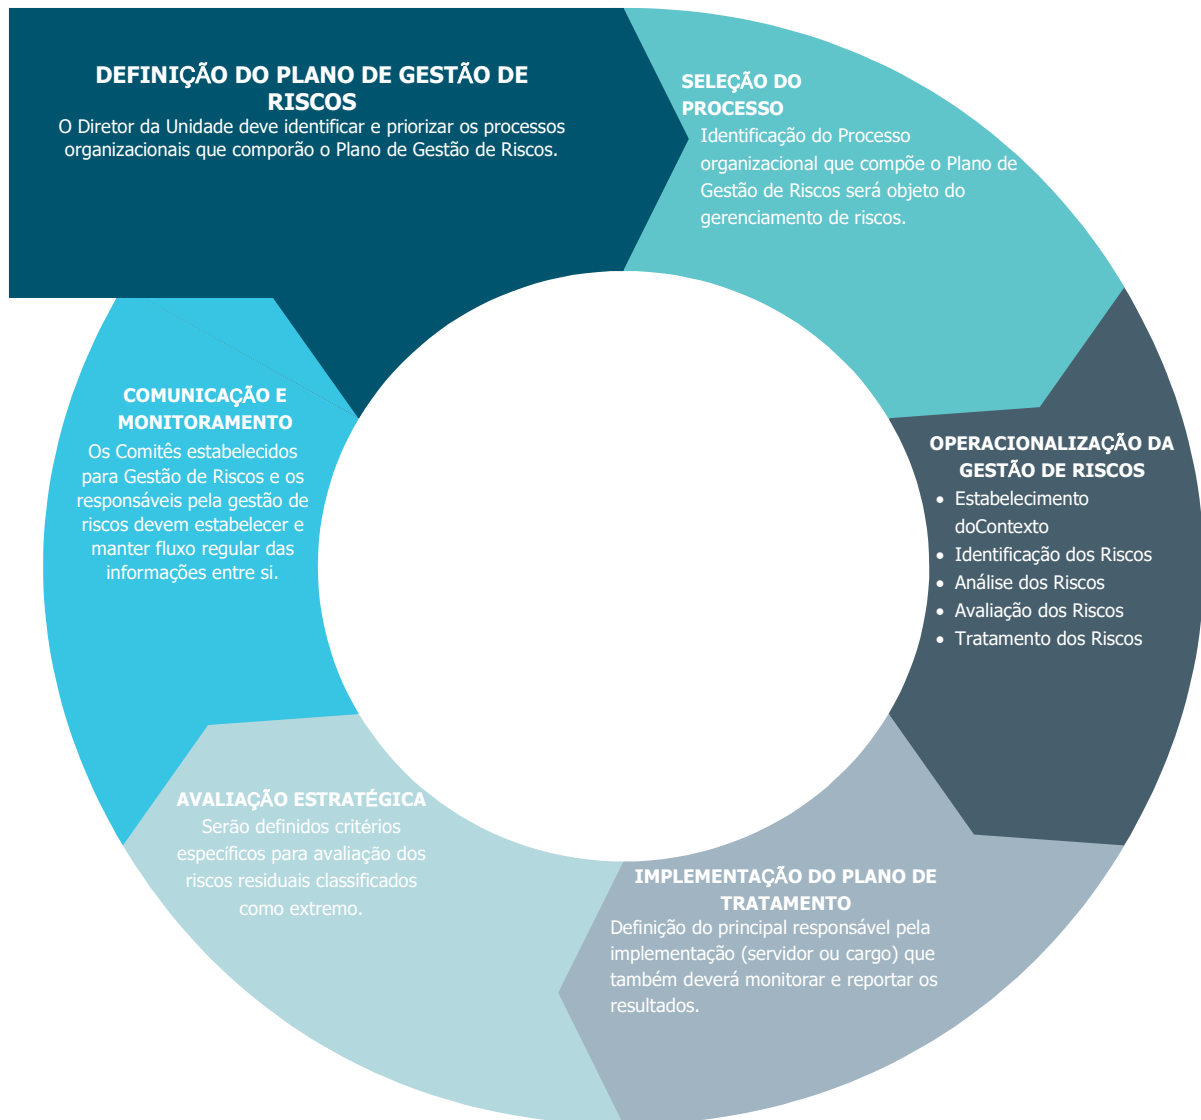 DEFINIÇÃO DO PLANO DE GESTÃO DE
RISCOS
O Diretor da Unidade deve identificar e priorizar os processos
organizacionais que comporão o Plano de Gestão de Riscos.
SELEÇÃO DO
PROCESSO
Identificação do Processo
organizacional que compõe o Plano de
Gestão de Riscos será objeto do
gerenciamento de riscos.
OPERACIONALIZAÇÃO DA
GESTÃO DE RISCOS
• Estabelecimento
doContexto
• Identificação dos Riscos
• Análise dos Riscos
• Avaliação dos Riscos
• Tratamento dos Riscos
IMPLEMENTAÇÃO DO PLANO DE
TRATAMENTO
Definição do principal responsável pela
implementação (servidor ou cargo) que
também deverá monitorar e reportar os
resultados.
AVALIAÇÃO ESTRATÉGICA
Serão definidos critérios
específicos para avaliação dos
riscos residuais classificados
como extremo.
COMUNICAÇÃO E
MONITORAMENTO
Os Comitês estabelecidos
para Gestão de Riscos e os
responsáveis pela gestão de
riscos devem estabelecer e
manter fluxo regular das
informações entre si.